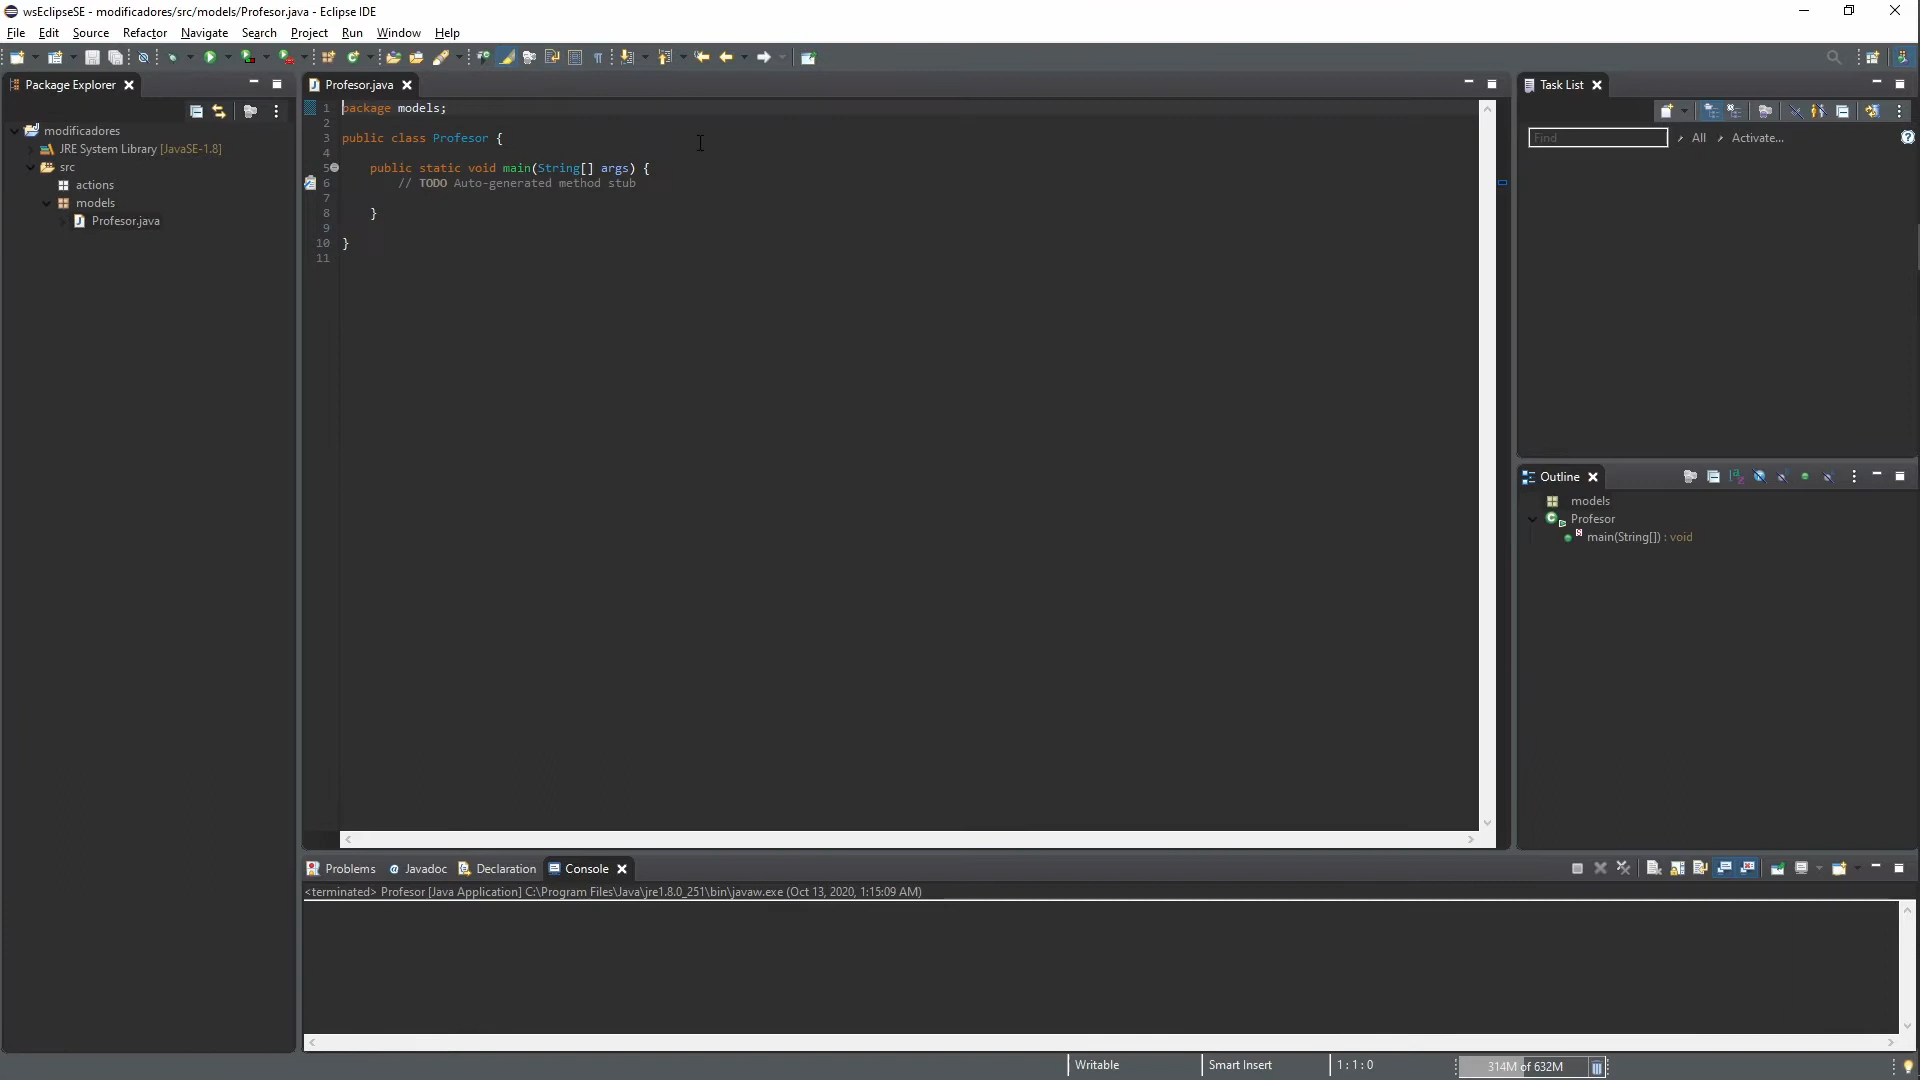 wsEclipseSE - modificadores/src/models/Profesor.java - Eclipse IDE
File Edit Source Refactor Navigate Search Project Run Window Help
Package Explorer
modificadores
JRE System Library [JavaSE-1.8]
src
actions
models
Profesor.java
Profesor.java
1 package models;
2
3 public class Profesor {
4
5 public static void main(String[] args) {
6 // TODO Auto-generated method stub
7
8 }
9
10 }
11
Task List
Find All Activate...
Outline
models
Profesor
main(String[]) : void
Problems Javadoc Declaration Console
<terminated> Profesor [Java Application] C:\Program Files\Java\jre1.8.0_251\bin\javaw.exe (Oct 13, 2020, 1:15:09 AM)
Writable Smart Insert 1 : 1 : 0 314M of 632M